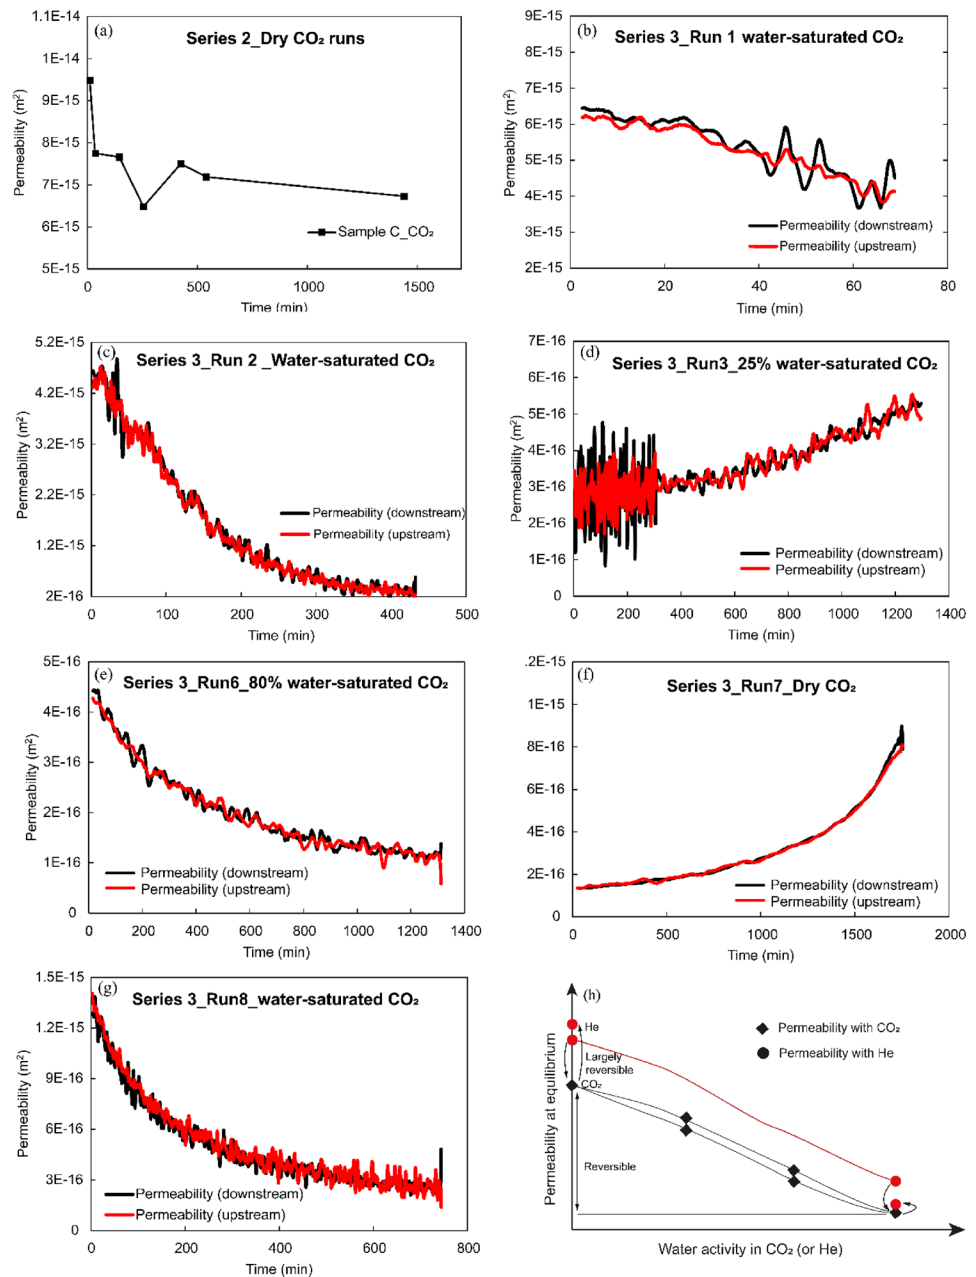 (a)
Series 2_Dry CO₂ runs
1.1E-14
1E-14
9E-15
8E-15
7E-15
6E-15
5E-15
Permeability (m²)
Sample C_CO₂
0 500 1000 1500
Time (min)
(b)
Series 3_Run 1 water-saturated CO₂
9E-15
8E-15
7E-15
6E-15
5E-15
4E-15
3E-15
2E-15
Permeability (m²)
Permeability (downstream)
Permeability (upstream)
0 20 40 60 80
Time (min)
(c)
Series 3_Run 2 _Water-saturated CO₂
5.2E-15
4.2E-15
3.2E-15
2.2E-15
1.2E-15
2E-16
Permeability (m²)
Permeability (downstream)
Permeability (upstream)
0 100 200 300 400 500
Time (min)
(d)
Series 3_Run3_25% water-saturated CO₂
7E-16
6E-16
5E-16
4E-16
3E-16
2E-16
1E-16
0
Permeability (m²)
Permeability (downstream)
Permeability (upstream)
0 200 400 600 800 1000 1200 1400
Time (min)
(e)
Series 3_Run6_80% water-saturated CO₂
5E-16
4E-16
3E-16
2E-16
1E-16
0
Permeability (m²)
Permeability (downstream)
Permeability (upstream)
0 200 400 600 800 1000 1200 1400
Time (min)
(f)
Series 3_Run7_Dry CO₂
.2E-15
1E-15
8E-16
6E-16
4E-16
2E-16
0
Permeability (m²)
Permeability (downstream)
Permeability (upstream)
0 500 1000 1500 2000
Time (min)
(g)
Series 3_Run8_water-saturated CO₂
1.5E-15
1.2E-15
9E-16
6E-16
3E-16
0
Permeability (m²)
Permeability (downstream)
Permeability (upstream)
0 200 400 600 800
Time (min)
(h)
Permeability with CO₂
Permeability with He
He
Largely
reversible
CO₂
Reversible
Permeability at equilibrium
Water activity in CO₂ (or He)